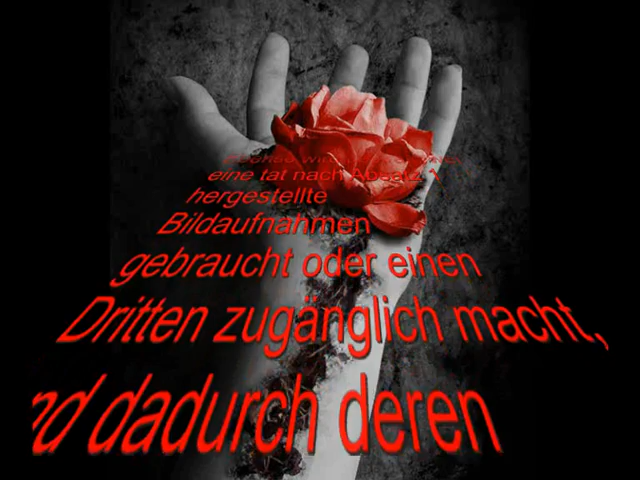 eine tat nach Absatz 1
hergestellte
Bildaufnahmen
gebraucht oder einen
Dritten zugänglich macht,
nd dadurch deren